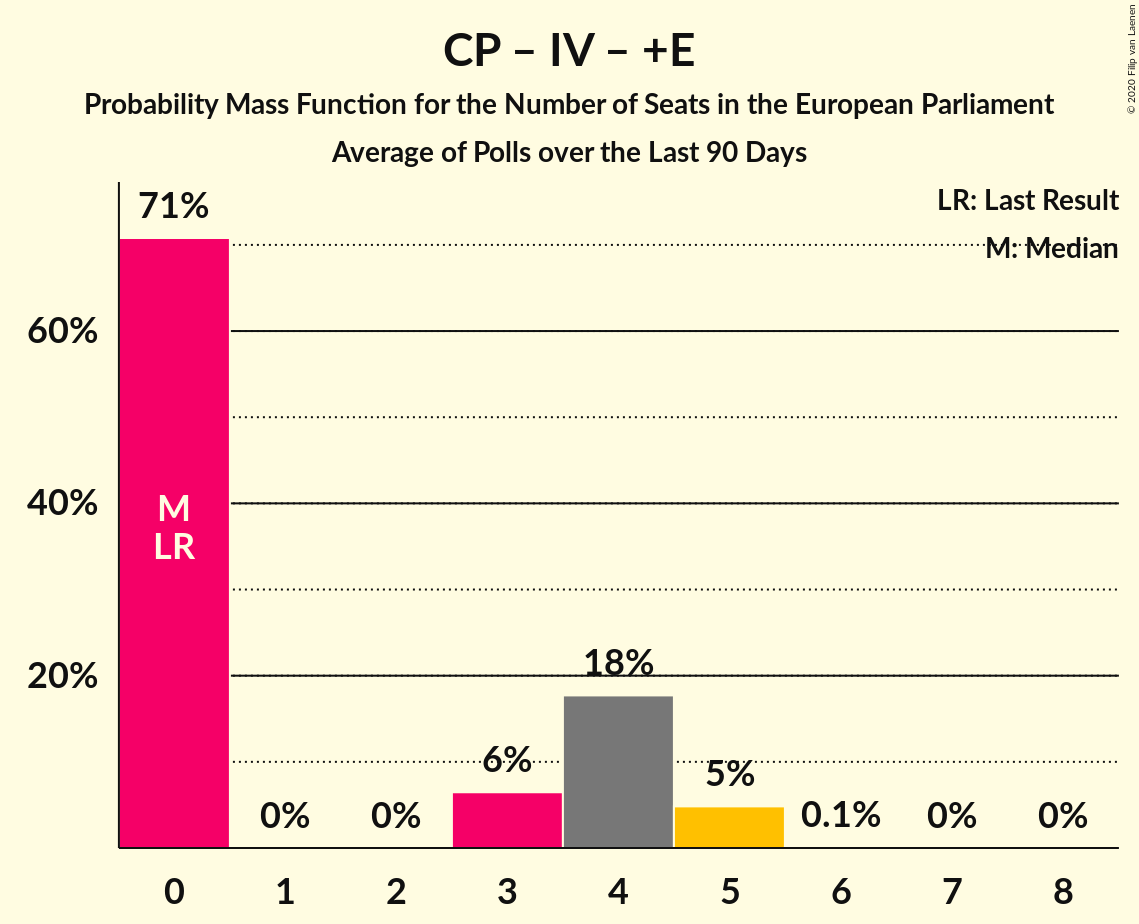 CP – IV – +E
Probability Mass Function for the Number of Seats in the European Parliament
Average of Polls over the Last 90 Days
© 2020 Filip van Laenen
LR: Last Result
M: Median
71%
60%
40%
20%
M
LR
0%
0%
6%
18%
5%
0.1%
0%
0%
0
1
2
3
4
5
6
7
8